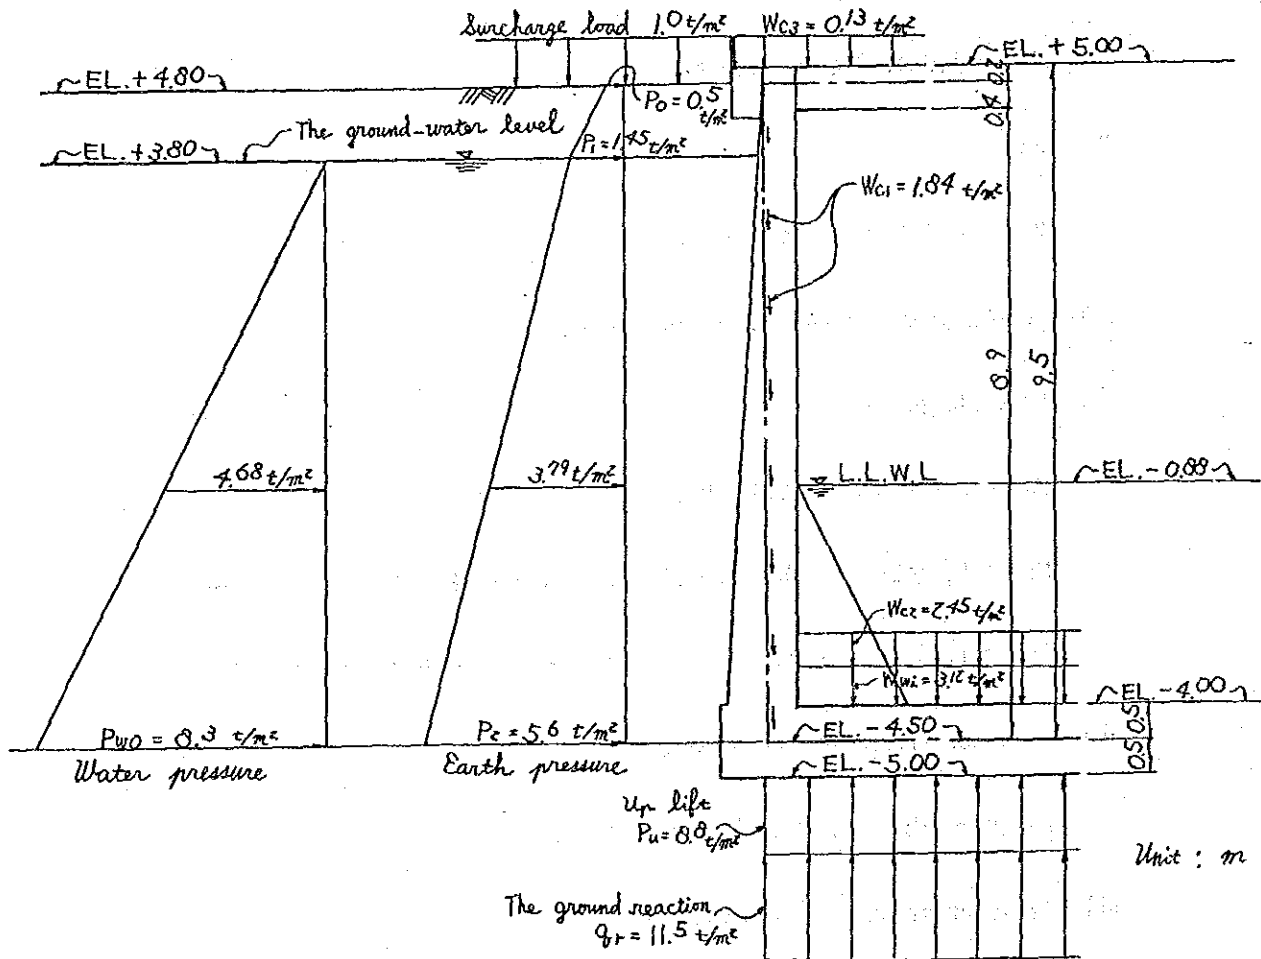 Surcharge load 1.0 t/m²
Wc3 = 0.13 t/m²
EL. + 5.00
EL. + 4.80
0.2
P0 = 0.5 t/m²
0.4
The ground-water level
P1 = 1.45 t/m²
EL. + 3.80
Wc1 = 1.84 t/m²
8.9
9.5
4.68 t/m²
3.79 t/m²
L.L.W.L
EL. - 0.88
Wc2 = 2.45 t/m²
Wwi = 3.12 t/m²
EL. - 4.00
0.5
Pwo = 8.3 t/m²
P2 = 5.6 t/m²
EL. - 4.50
0.5
Water pressure
Earth pressure
EL. - 5.00
Up lift
Pu = 8.8 t/m²
Unit : m
The ground reaction
qr = 11.5 t/m²